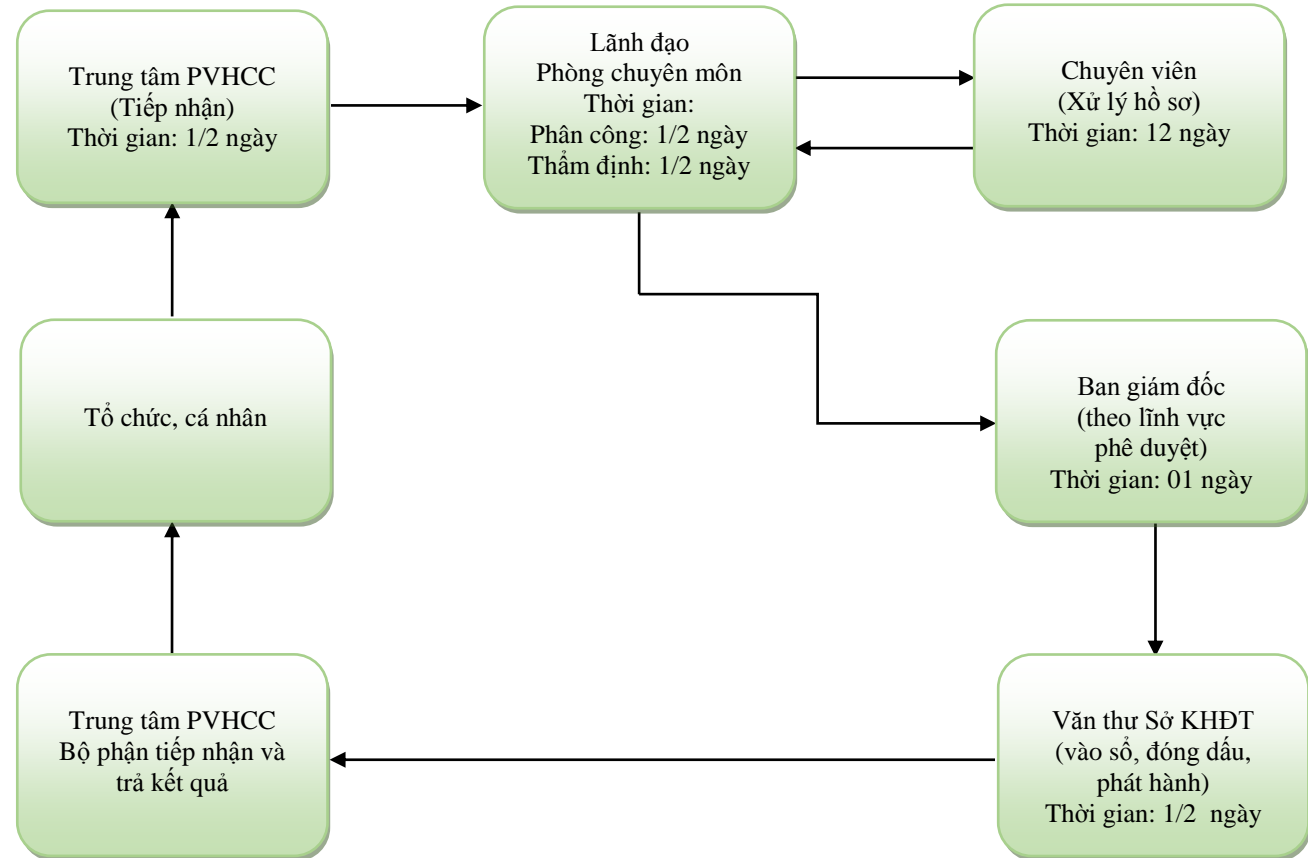 Trung tâm PVHCC
(Tiếp nhận)
Thời gian: 1/2 ngày
Lãnh đạo
Phòng chuyên môn
Thời gian:
Phân công: 1/2 ngày
Thẩm định: 1/2 ngày
Chuyên viên
(Xử lý hồ sơ)
Thời gian: 12 ngày
Tổ chức, cá nhân
Ban giám đốc
(theo lĩnh vực
phê duyệt)
Thời gian: 01 ngày
Trung tâm PVHCC
Bộ phận tiếp nhận và
trả kết quả
Văn thư Sở KHĐT
(vào sổ, đóng dấu,
phát hành)
Thời gian: 1/2 ngày